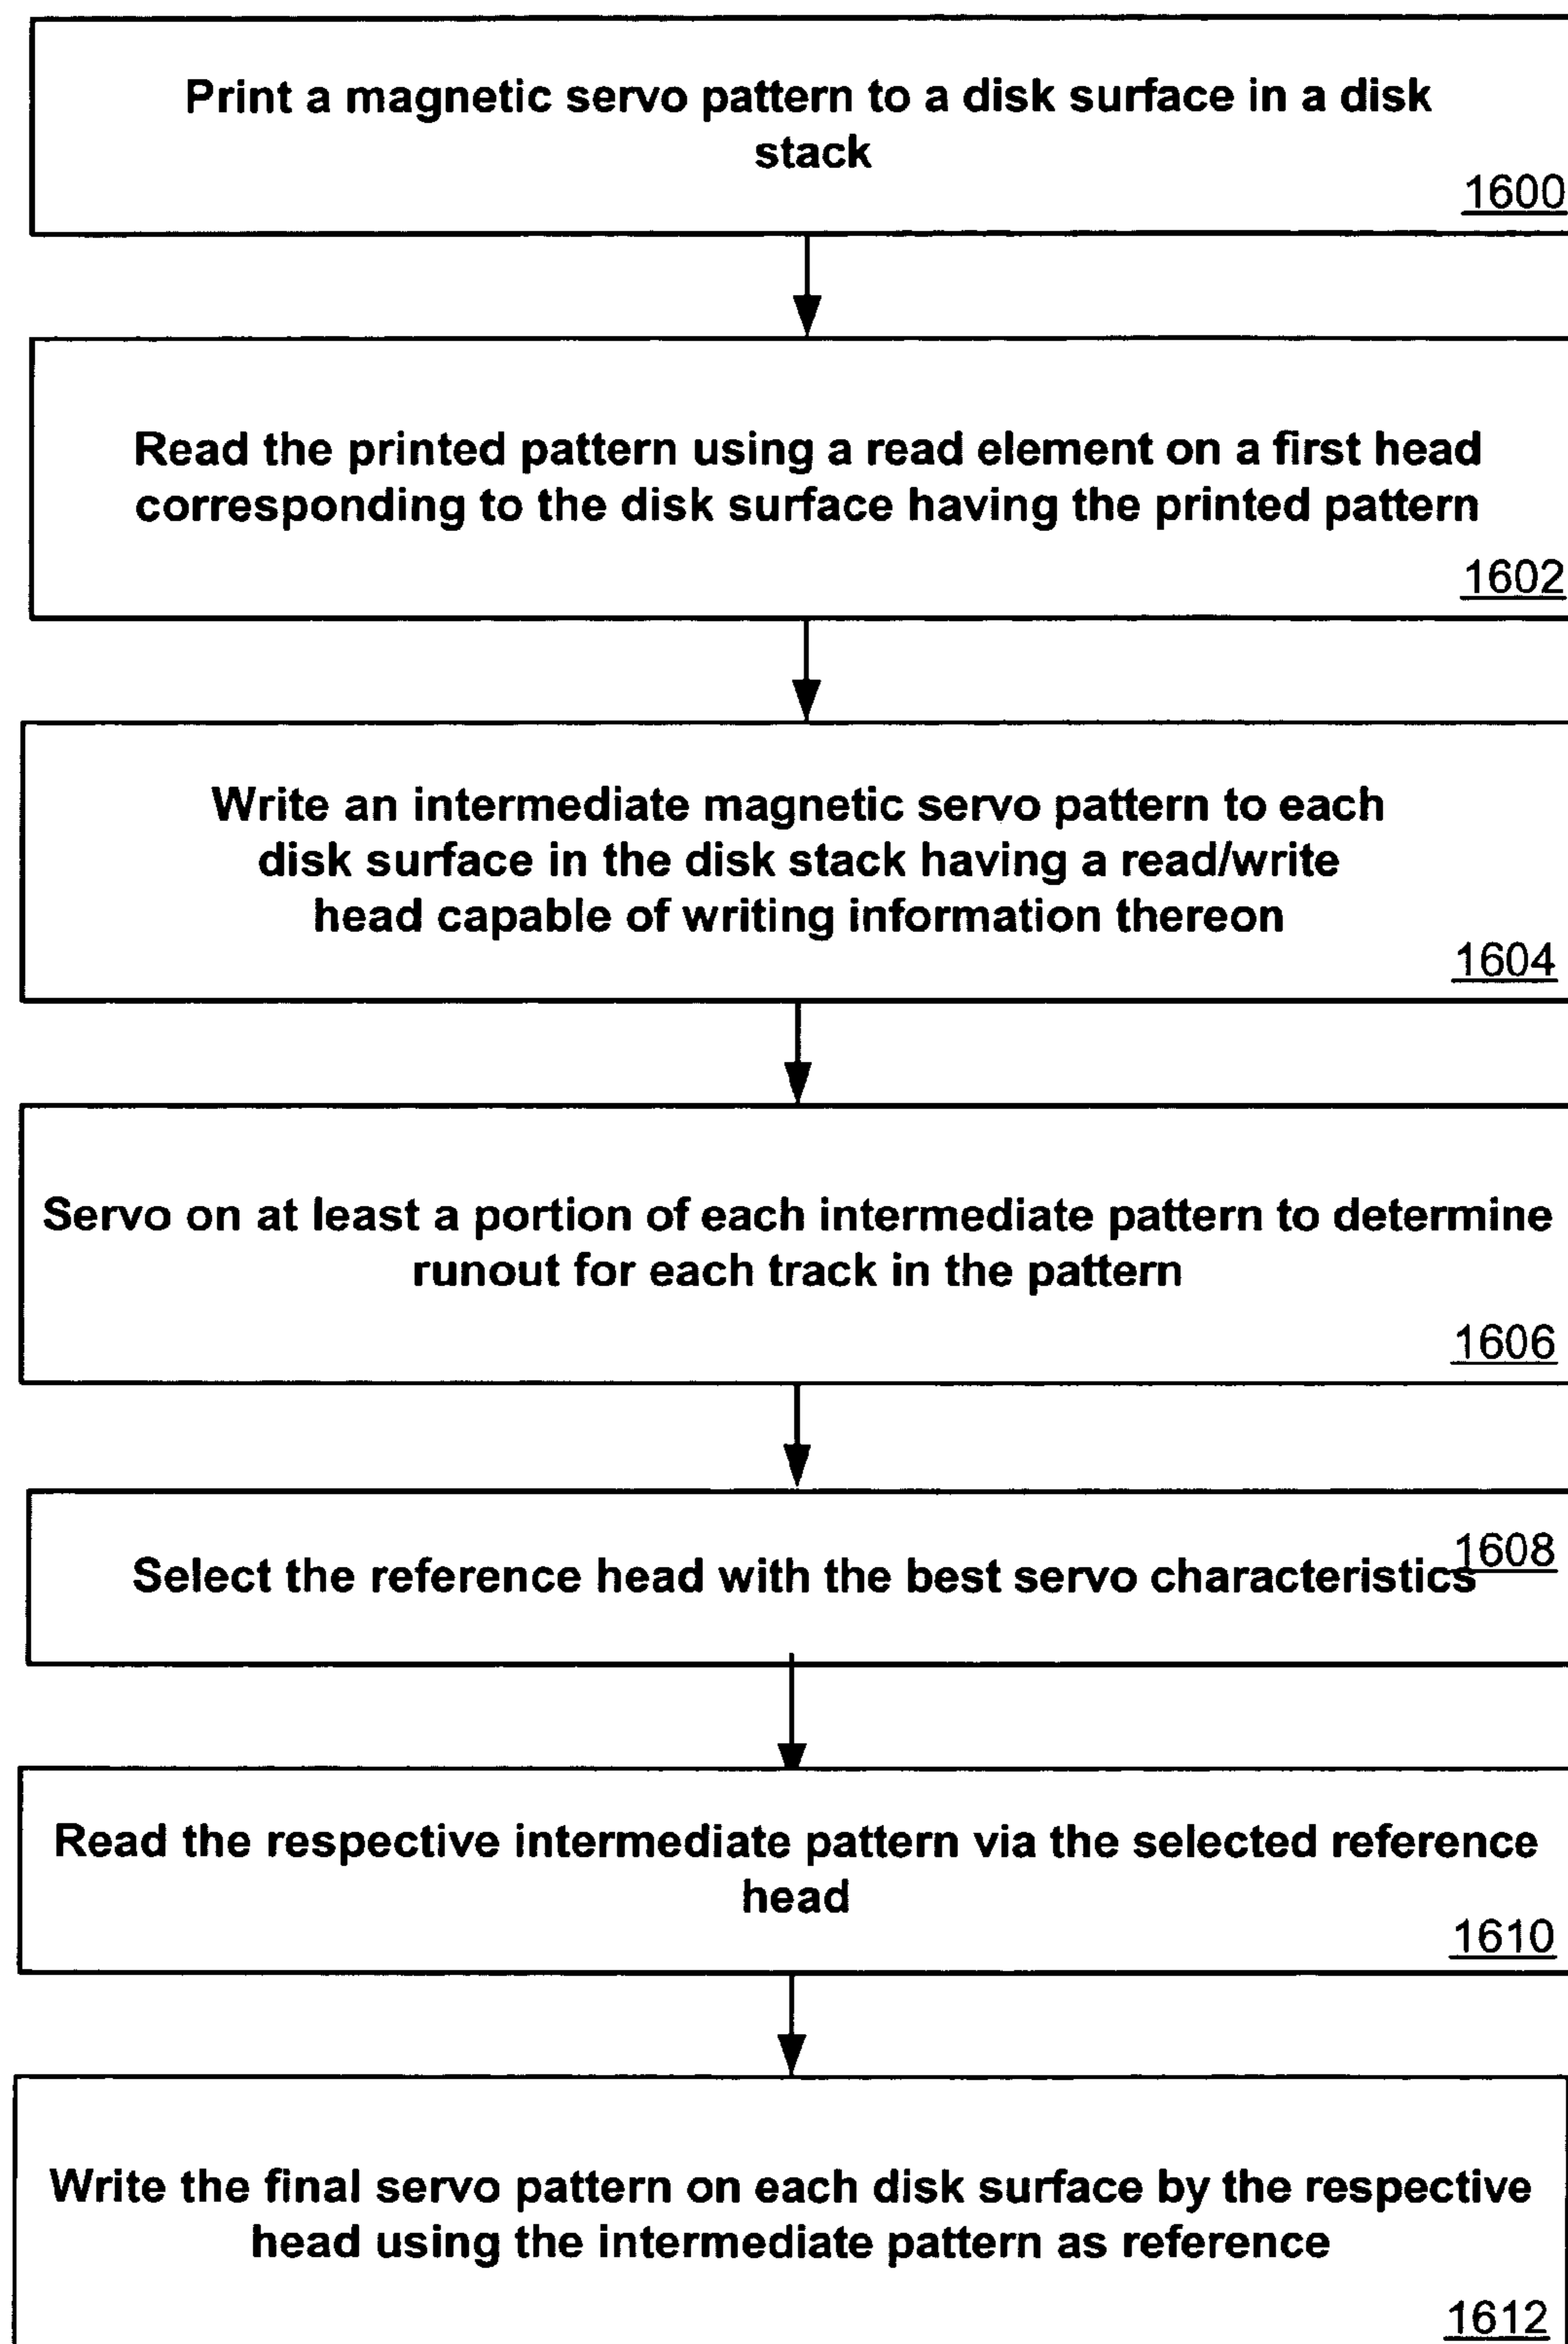 Print a magnetic servo pattern to a disk surface in a disk
stack
1600
Read the printed pattern using a read element on a first head
corresponding to the disk surface having the printed pattern
1602
Write an intermediate magnetic servo pattern to each
disk surface in the disk stack having a read/write
head capable of writing information thereon
1604
Servo on at least a portion of each intermediate pattern to determine
runout for each track in the pattern
1606
1608
Select the reference head with the best servo characteristics
Read the respective intermediate pattern via the selected reference
head
1610
Write the final servo pattern on each disk surface by the respective
head using the intermediate pattern as reference
1612